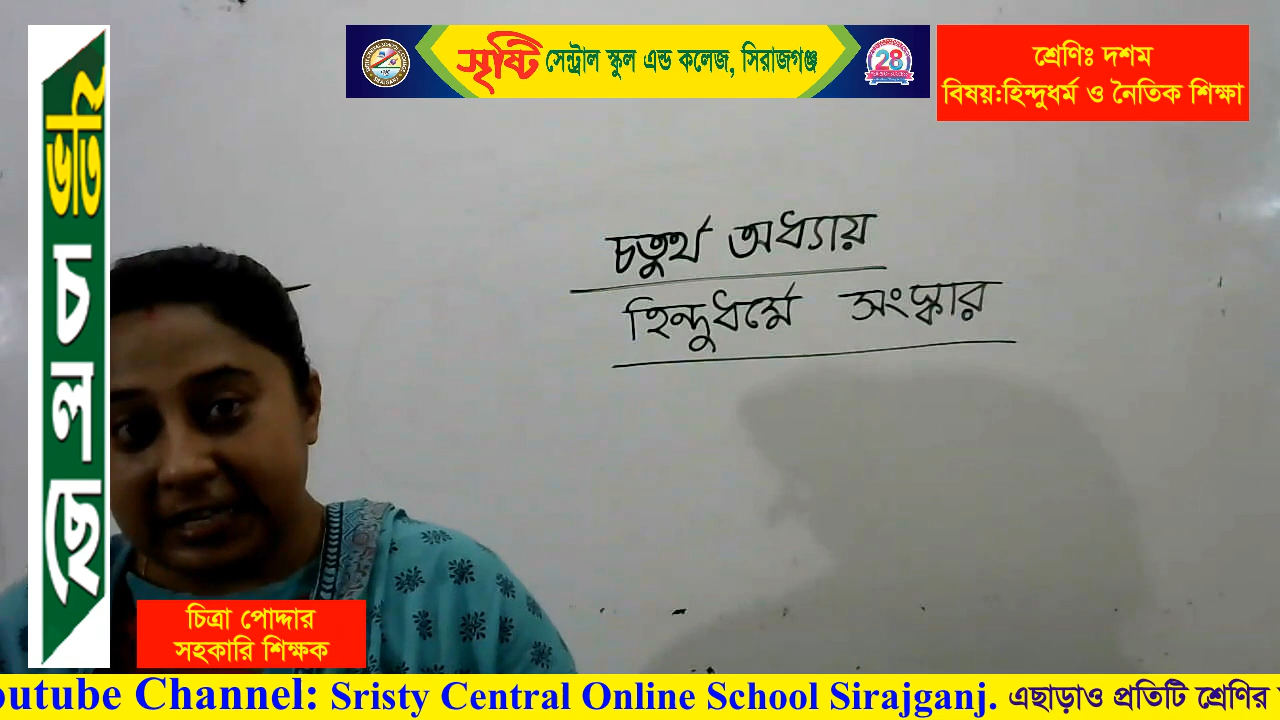 সৃষ্টি সেন্ট্রাল স্কুল এন্ড কলেজ, সিরাজগঞ্জ
28
শ্রেণিঃ দশম
বিষয়:হিন্দুধর্ম ও নৈতিক শিক্ষা
ভর্তি চলছে
চতুর্থ অধ্যায়
হিন্দুধর্মে সংস্কার
চিত্রা পোদ্দার
সহকারি শিক্ষক
outube Channel: Sristy Central Online School Sirajganj. এছাড়াও প্রতিটি শ্রেণির